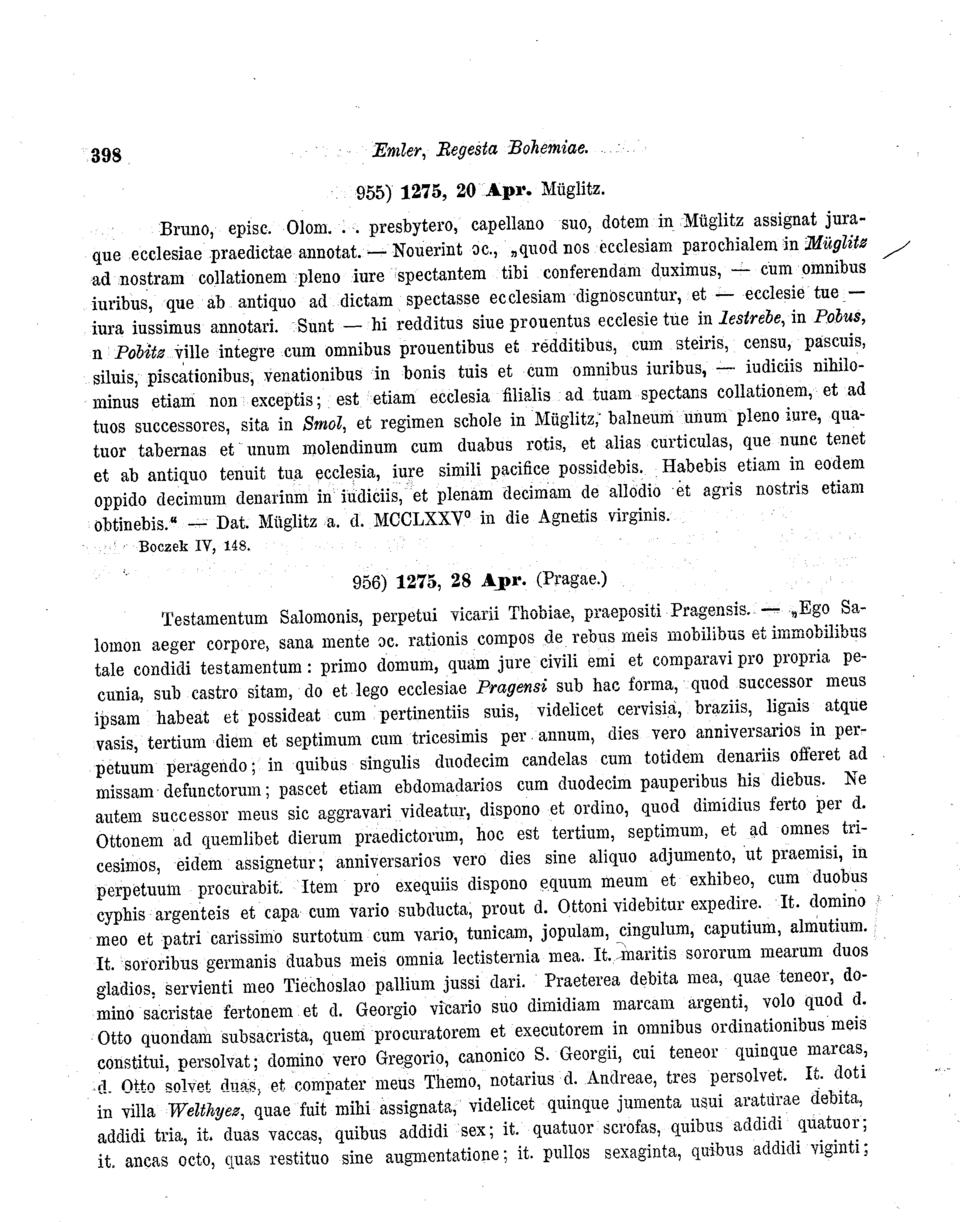 398
Emler, Regesta Bohemiae.
955) 1275, 20 Apr. Müglitz.
Bruno, episc. Olom. . . presbytero, capellano suo, dotem in Müglitz assignat jura-
que ecclesiae praedictae annotat. — Nouerint ɔc., „quod nos ecclesiam parochialem in Müglitz
ad nostram collationem pleno iure spectantem tibi conferendam duximus, — cum omnibus
iuribus, que ab antiquo ad dictam spectasse ecclesiam dignoscuntur, et — ecclesie tue —
iura iussimus annotari. Sunt — hi redditus siue prouentus ecclesie tue in Iestrebe, in Pobus,
n Pobitz ville integre cum omnibus prouentibus et redditibus, cum steiris, censu, pascuis,
siluis, piscationibus, venationibus in bonis tuis et cum omnibus iuribus, — iudiciis nihilo-
minus etiam non exceptis; est etiam ecclesia filialis ad tuam spectans collationem, et ad
tuos successores, sita in Smol, et regimen schole in Müglitz, balneum unum pleno iure, qua-
tuor tabernas et unum molendinum cum duabus rotis, et alias curticulas, que nunc tenet
et ab antiquo tenuit tua ecclesia, iure simili pacifice possidebis. Habebis etiam in eodem
oppido decimum denarium in iudiciis, et plenam decimam de allodio et agris nostris etiam
obtinebis.“ — Dat. Müglitz a. d. MCCLXXV⁰ in die Agnetis virginis.
Boczek IV, 148.
956) 1275, 28 Apr. (Pragae.)
Testamentum Salomonis, perpetui vicarii Thobiae, praepositi Pragensis. — „Ego Sa-
lomon aeger corpore, sana mente ɔc. rationis compos de rebus meis mobilibus et immobilibus
tale condidi testamentum: primo domum, quam jure civili emi et comparavi pro propria pe-
cunia, sub castro sitam, do et lego ecclesiae Pragensi sub hac forma, quod successor meus
ipsam habeat et possideat cum pertinentiis suis, videlicet cervisia, braziis, lignis atque
vasis, tertium diem et septimum cum tricesimis per annum, dies vero anniversarios in per-
petuum peragendo; in quibus singulis duodecim candelas cum totidem denariis offeret ad
missam defunctorum; pascet etiam ebdomadarios cum duodecim pauperibus his diebus. Ne
autem successor meus sic aggravari videatur, dispono et ordino, quod dimidius ferto per d.
Ottonem ad quemlibet dierum praedictorum, hoc est tertium, septimum, et ad omnes tri-
cesimos, eidem assignetur; anniversarios vero dies sine aliquo adjumento, ut praemisi, in
perpetuum procurabit. Item pro exequiis dispono equum meum et exhibeo, cum duobus
cyphis argenteis et capa cum vario subducta, prout d. Ottoni videbitur expedire. It. domino
meo et patri carissimo surtotum cum vario, tunicam, jopulam, cingulum, caputium, almutium.
It. sororibus germanis duabus meis omnia lectisternia mea. It. maritis sororum mearum duos
gladios, servienti meo Tiechoslao pallium jussi dari. Praeterea debita mea, quae teneor, do-
mino sacristae fertonem et d. Georgio vicario suo dimidiam marcam argenti, volo quod d.
Otto quondam subsacrista, quem procuratorem et executorem in omnibus ordinationibus meis
constitui, persolvat; domino vero Gregorio, canonico S. Georgii, cui teneor quinque marcas,
d. Otto solvet duas, et compater meus Themo, notarius d. Andreae, tres persolvet. It. doti
in villa Welthyez, quae fuit mihi assignata, videlicet quinque jumenta usui araturae debita,
addidi tria, it. duas vaccas, quibus addidi sex; it. quatuor scrofas, quibus addidi quatuor;
it. ancas octo, quas restituo sine augmentatione; it. pullos sexaginta, quibus addidi viginti;